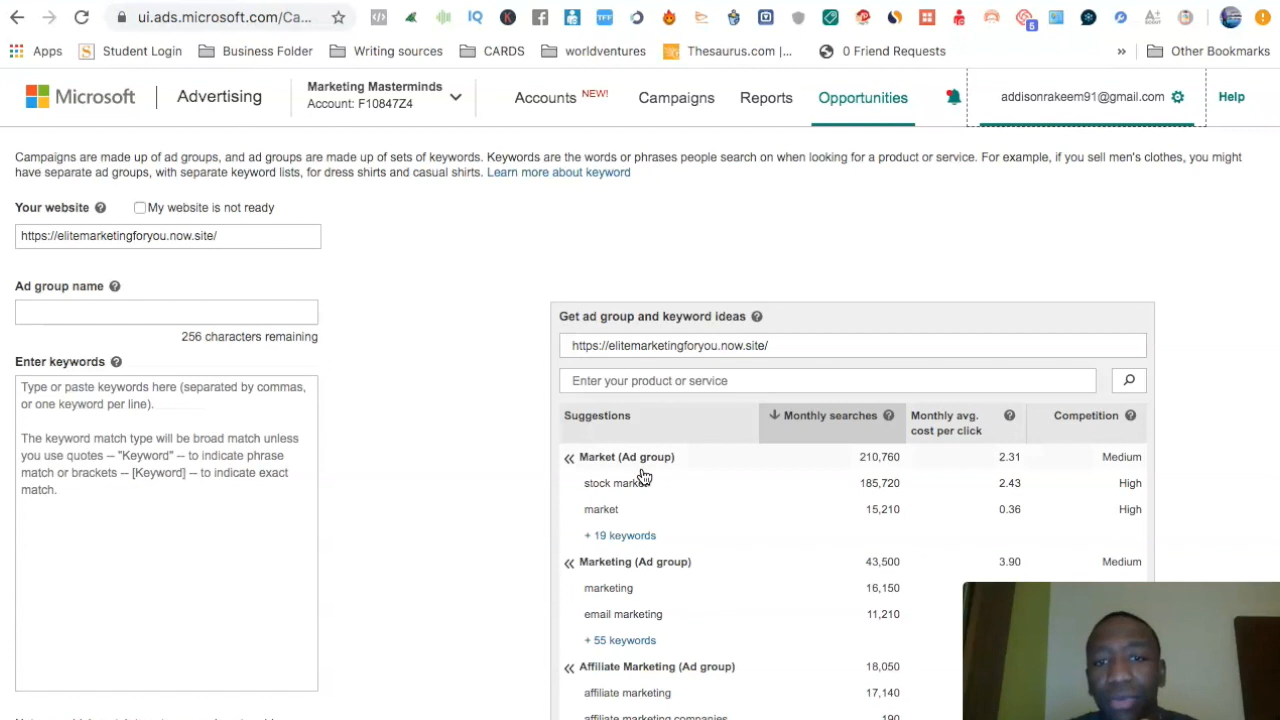 ui.ads.microsoft.com/Ca...
5
Apps
Student Login
Business Folder
Writing sources
CARDS
worldventures
Thesaurus.com |...
0 Friend Requests
»
Other Bookmarks
Microsoft
Advertising
Marketing Masterminds
Account: F10847Z4
Accounts NEW!
Campaigns
Reports
Opportunities
addisonrakeem91@gmail.com
Help
Campaigns are made up of ad groups, and ad groups are made up of sets of keywords. Keywords are the words or phrases people search on when looking for a product or service. For example, if you sell men's clothes, you might
have separate ad groups, with separate keyword lists, for dress shirts and casual shirts. Learn more about keyword
Your website
My website is not ready
https://elitemarketingforyou.now.site/
Ad group name
256 characters remaining
Enter keywords
Type or paste keywords here (separated by commas,
or one keyword per line).
The keyword match type will be broad match unless
you use quotes -- "Keyword" -- to indicate phrase
match or brackets -- [Keyword] -- to indicate exact
match.
Get ad group and keyword ideas
https://elitemarketingforyou.now.site/
Enter your product or service
Suggestions Monthly searches Monthly avg. cost per click Competition
Market (Ad group) 210,760 2.31 Medium
stock market 185,720 2.43 High
market 15,210 0.36 High
+ 19 keywords
Marketing (Ad group) 43,500 3.90 Medium
marketing 16,150
email marketing 11,210
+ 55 keywords
Affiliate Marketing (Ad group) 18,050
affiliate marketing 17,140
affiliate marketing companies 190